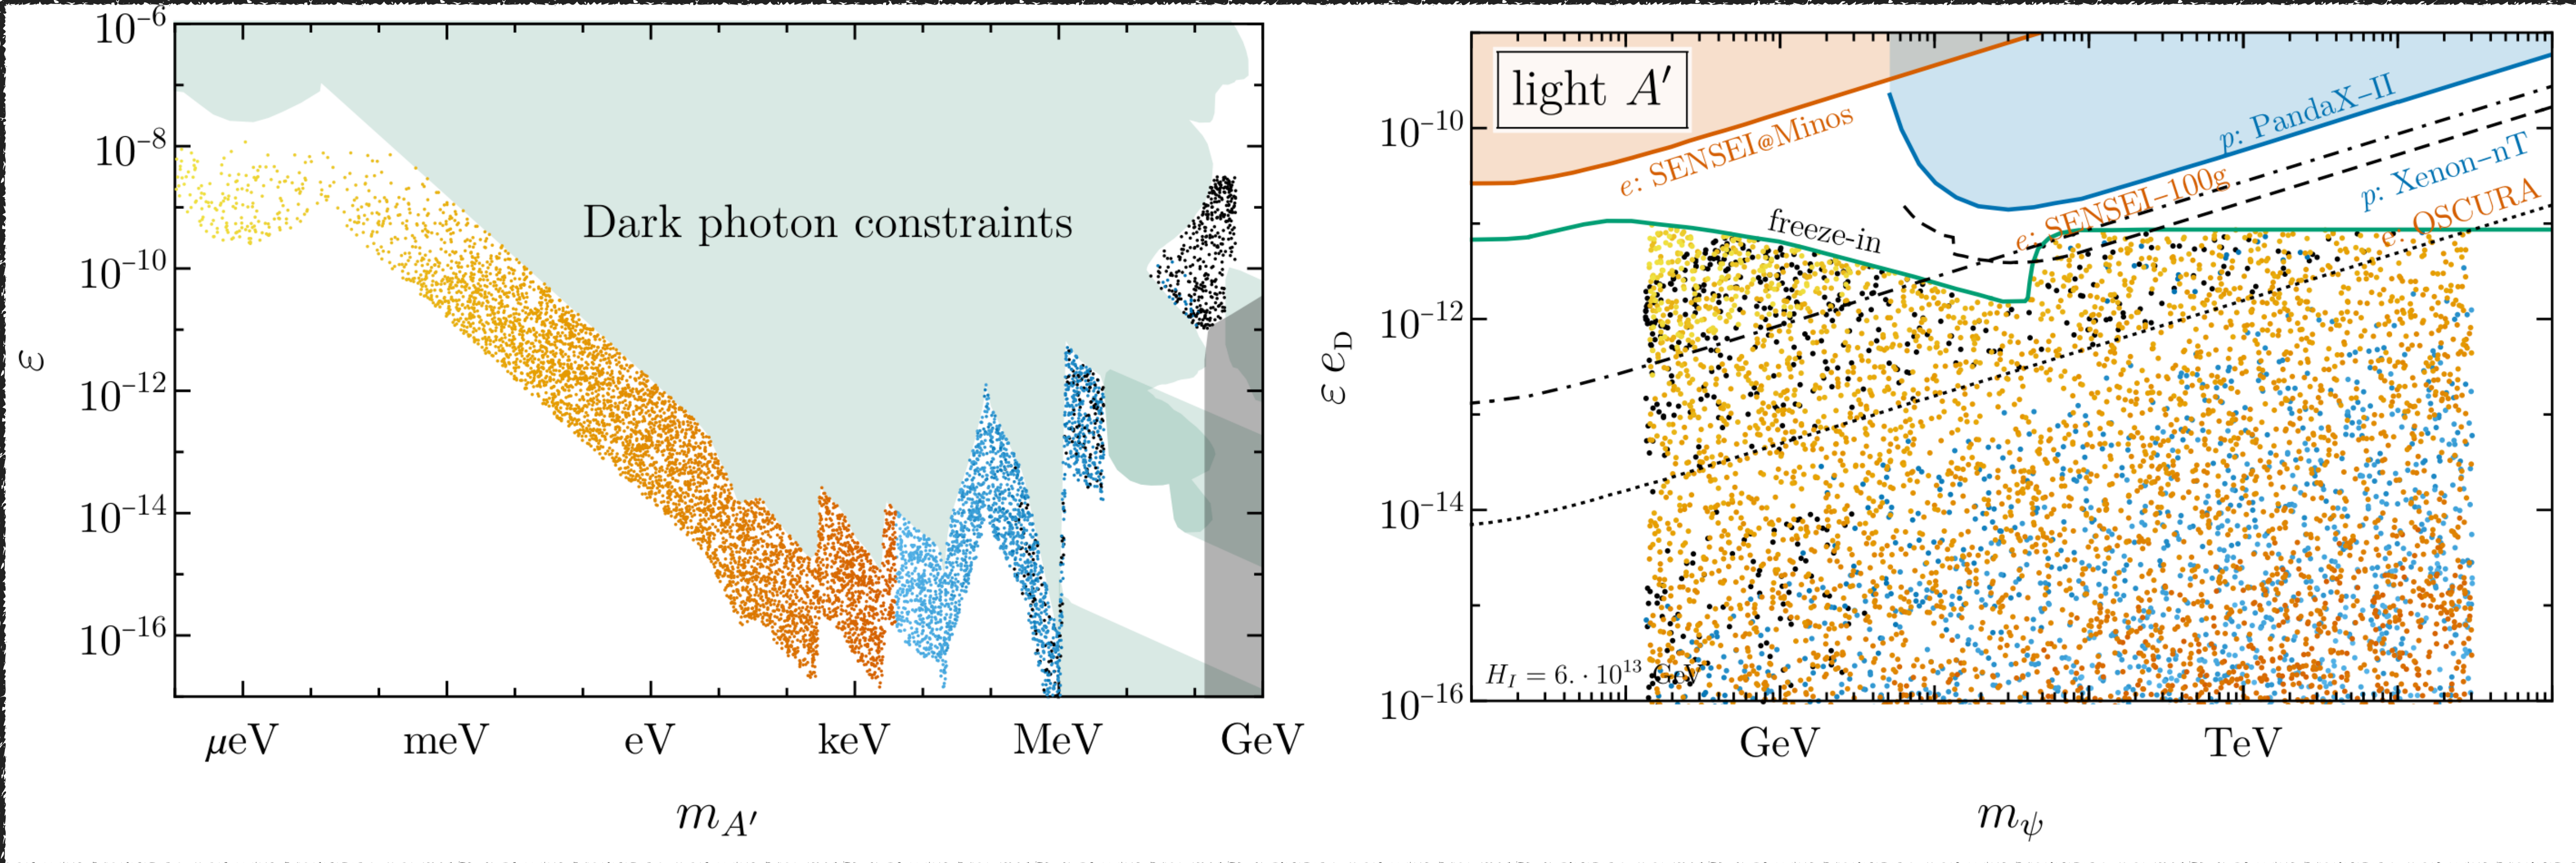 10⁻⁶
10⁻⁸
10⁻¹⁰
10⁻¹²
10⁻¹⁴
10⁻¹⁶
ε
Dark photon constraints
μeV meV eV keV MeV GeV
m_A′
light A′
10⁻¹⁰
10⁻¹²
10⁻¹⁴
10⁻¹⁶
ε e_D
e: SENSEI@Minos
p: PandaX–II
p: Xenon–nT
e: SENSEI–100g
e: OSCURA
freeze-in
H_I = 6. · 10¹³ GeV
GeV TeV
m_ψ